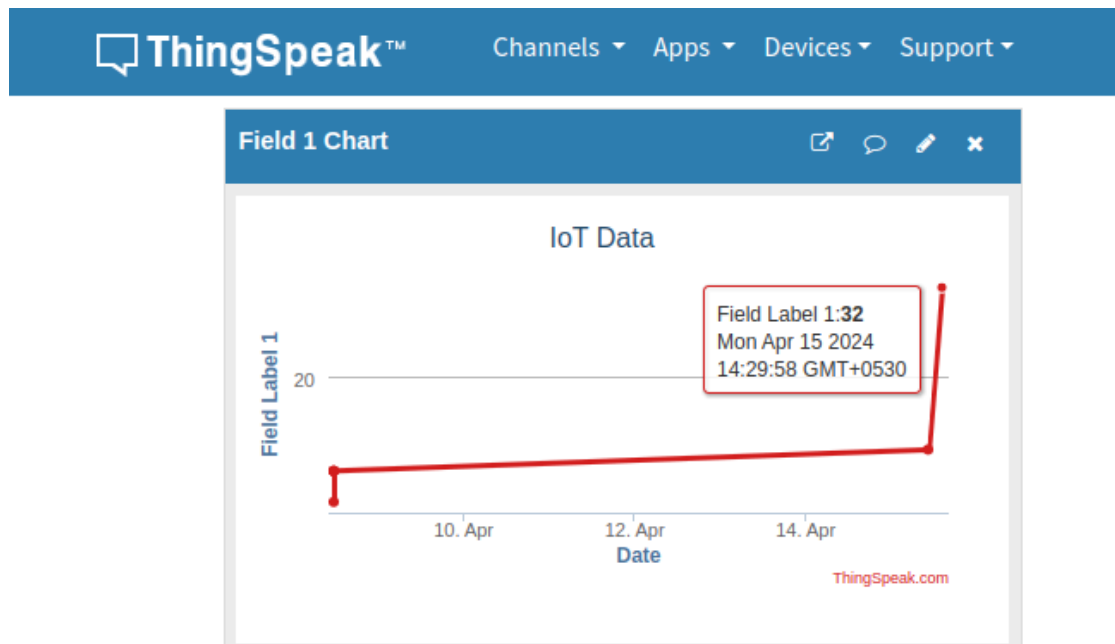 ThingSpeak™ Channels Apps Devices Support
Field 1 Chart
IoT Data
Field Label 1:32
Mon Apr 15 2024
14:29:58 GMT+0530
Field Label 1
20
10. Apr 12. Apr 14. Apr
Date
ThingSpeak.com